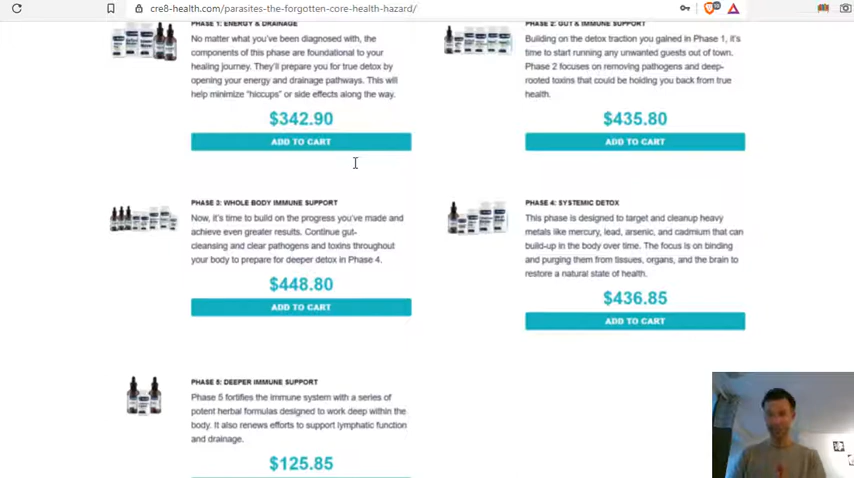 cre8-health.com/parasites-the-forgotten-core-health-hazard/
PHASE 1: ENERGY & DRAINAGE
No matter what you've been diagnosed with, the
components of this phase are foundational to your
healing journey. They'll prepare you for true detox by
opening your energy and drainage pathways. This will
help minimize "hiccups" or side effects along the way.
$342.90
ADD TO CART
PHASE 2: GUT & IMMUNE SUPPORT
Building on the detox traction you gained in Phase 1, it's
time to start running any unwanted guests out of town.
Phase 2 focuses on removing pathogens and deep-
rooted toxins that could be holding you back from true
health.
$435.80
ADD TO CART
PHASE 3: WHOLE BODY IMMUNE SUPPORT
Now, it's time to build on the progress you've made and
achieve even greater results. Continue gut-
cleansing and clear pathogens and toxins throughout
your body to prepare for deeper detox in Phase 4.
$448.80
ADD TO CART
PHASE 4: SYSTEMIC DETOX
This phase is designed to target and cleanup heavy
metals like mercury, lead, arsenic, and cadmium that can
build-up in the body over time. The focus is on binding
and purging them from tissues, organs, and the brain to
restore a natural state of health.
$436.85
ADD TO CART
PHASE 5: DEEPER IMMUNE SUPPORT
Phase 5 fortifies the immune system with a series of
potent herbal formulas designed to work deep within the
body. It also renews efforts to support lymphatic function
and drainage.
$125.85